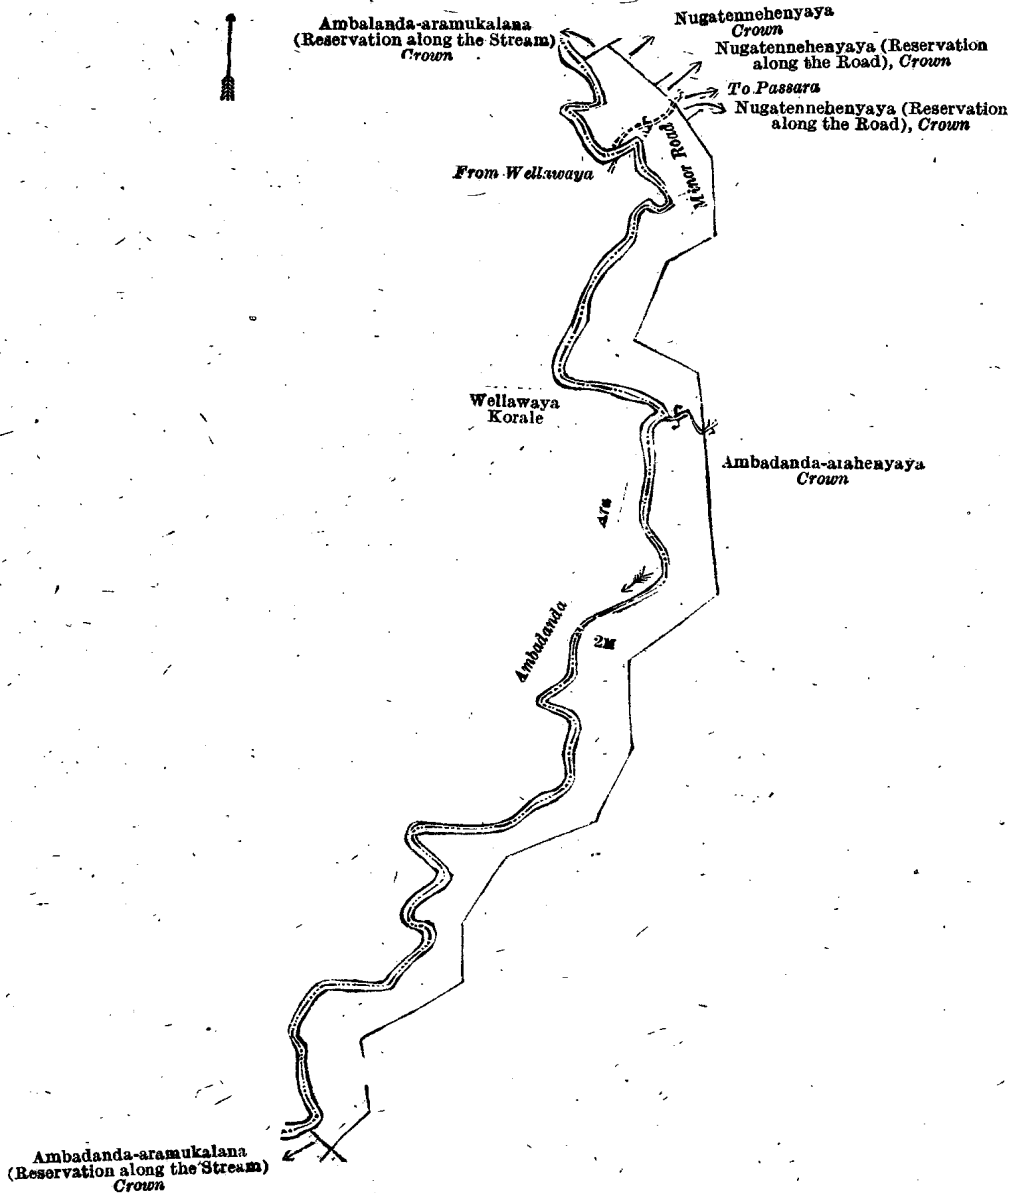 Ambalanda-aramukalana
(Reservation along the Stream)
Crown
Nugatennehenyaya
Crown
Nugatennehenyaya (Reservation
along the Road), Crown
To Passara
Nugatennehenyaya (Reservation
along the Road), Crown
From Wellawaya
Minor Road
Wellawaya
Korale
Ambadanda-arahenyaya
Crown
Ambadanda
2M
Ambadanda-aramukalana
(Reservation along the Stream)
Crown